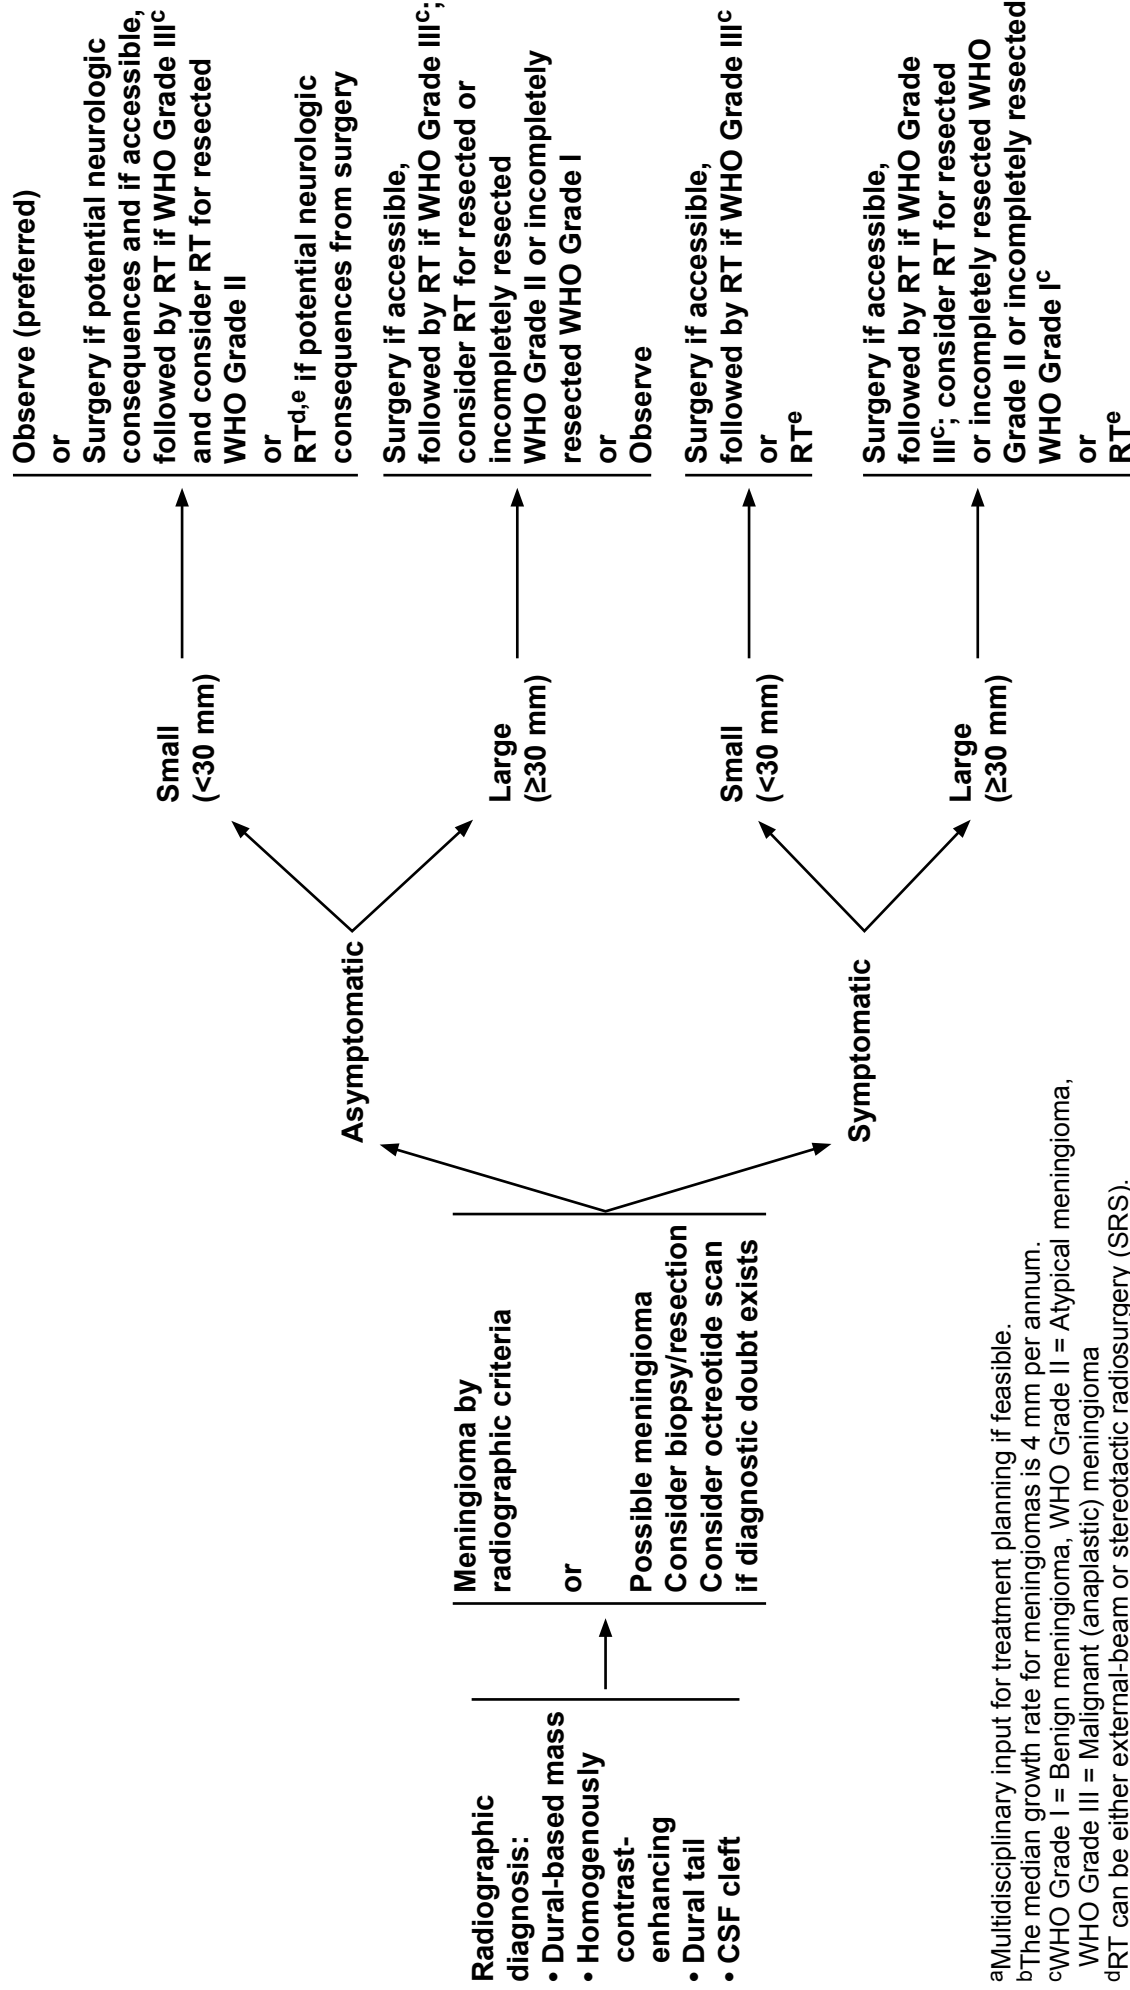 Radiographic
diagnosis:
• Dural-based mass
• Homogenously
contrast-
enhancing
• Dural tail
• CSF cleft
Meningioma by
radiographic criteria
or
Possible meningioma
Consider biopsy/resection
Consider octreotide scan
if diagnostic doubt exists
Asymptomatic
Small
(<30 mm)
Observe (preferred)
or
Surgery if potential neurologic
consequences and if accessible,
followed by RT if WHO Grade IIIc
and consider RT for resected
WHO Grade II
or
RTd,e if potential neurologic
consequences from surgery
Large
(≥30 mm)
Surgery if accessible,
followed by RT if WHO Grade IIIc;
consider RT for resected or
incompletely resected
WHO Grade II or incompletely
resected WHO Grade I
or
Observe
Symptomatic
Small
(<30 mm)
Surgery if accessible,
followed by RT if WHO Grade IIIc
or
RTe
Large
(≥30 mm)
Surgery if accessible,
followed by RT if WHO Grade
IIIc; consider RT for resected
or incompletely resected WHO
Grade II or incompletely resected
WHO Grade Ic
or
RTe
aMultidisciplinary input for treatment planning if feasible.
bThe median growth rate for meningiomas is 4 mm per annum.
cWHO Grade I = Benign meningioma, WHO Grade II = Atypical meningioma,
WHO Grade III = Malignant (anaplastic) meningioma
dRT can be either external-beam or stereotactic radiosurgery (SRS).